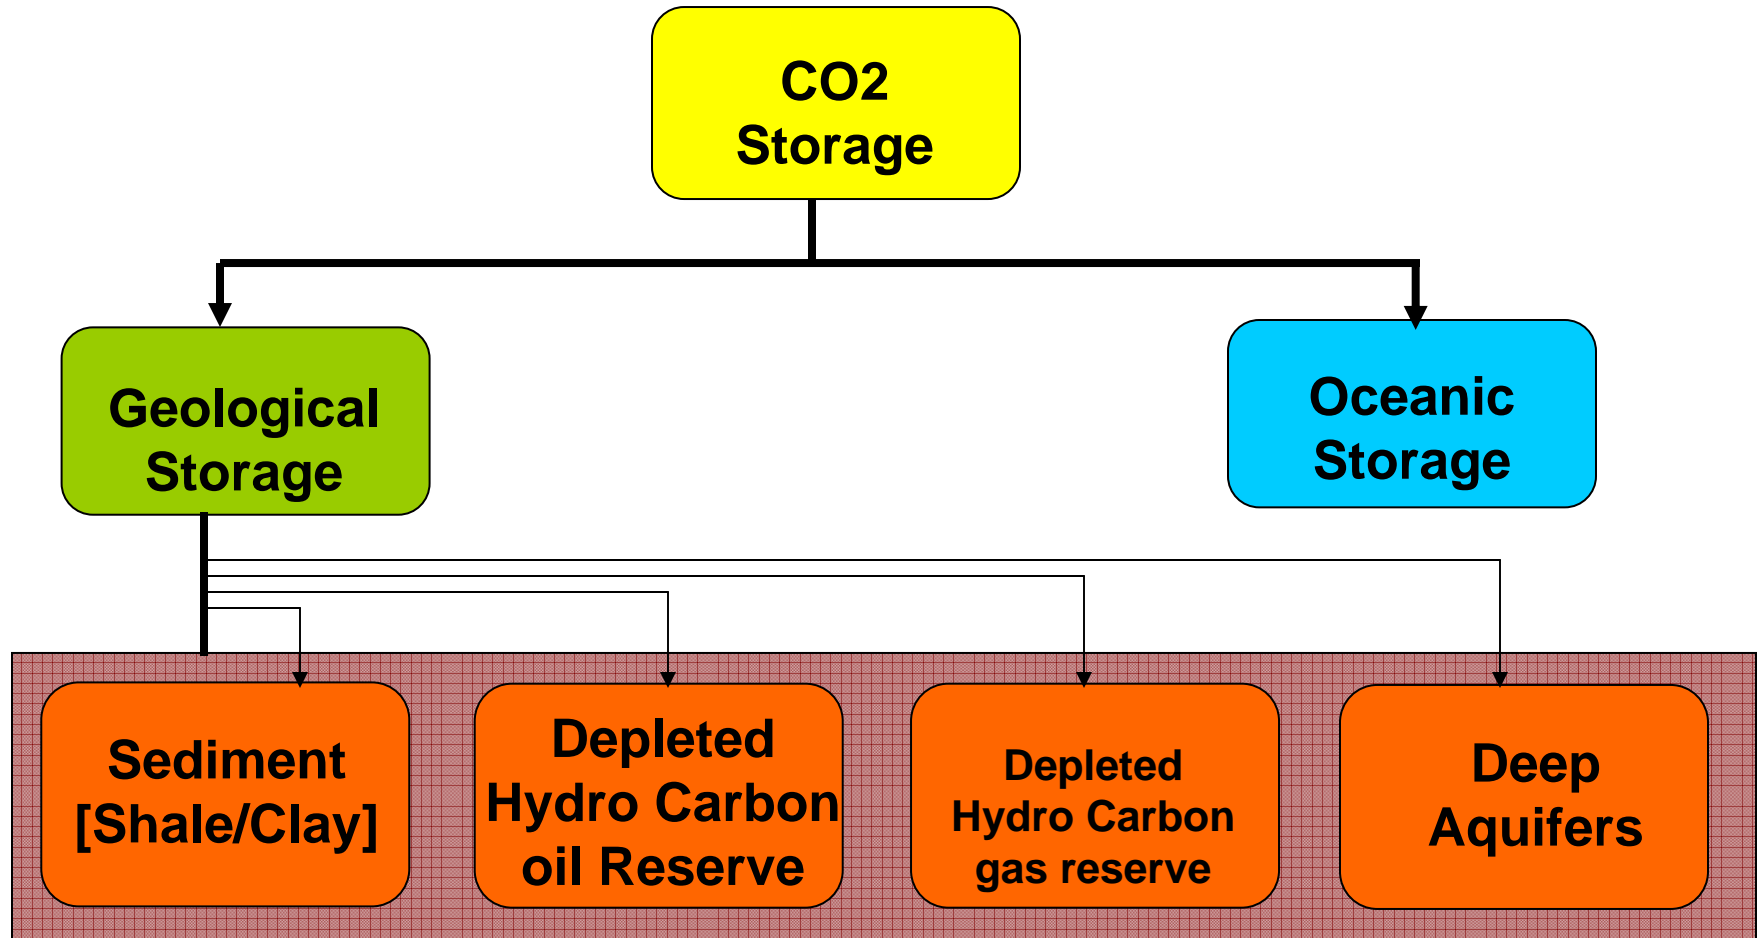 CO2
Storage
Geological
Storage
Oceanic
Storage
Sediment
[Shale/Clay]
Depleted
Hydro Carbon
oil Reserve
Depleted
Hydro Carbon
gas reserve
Deep
Aquifers